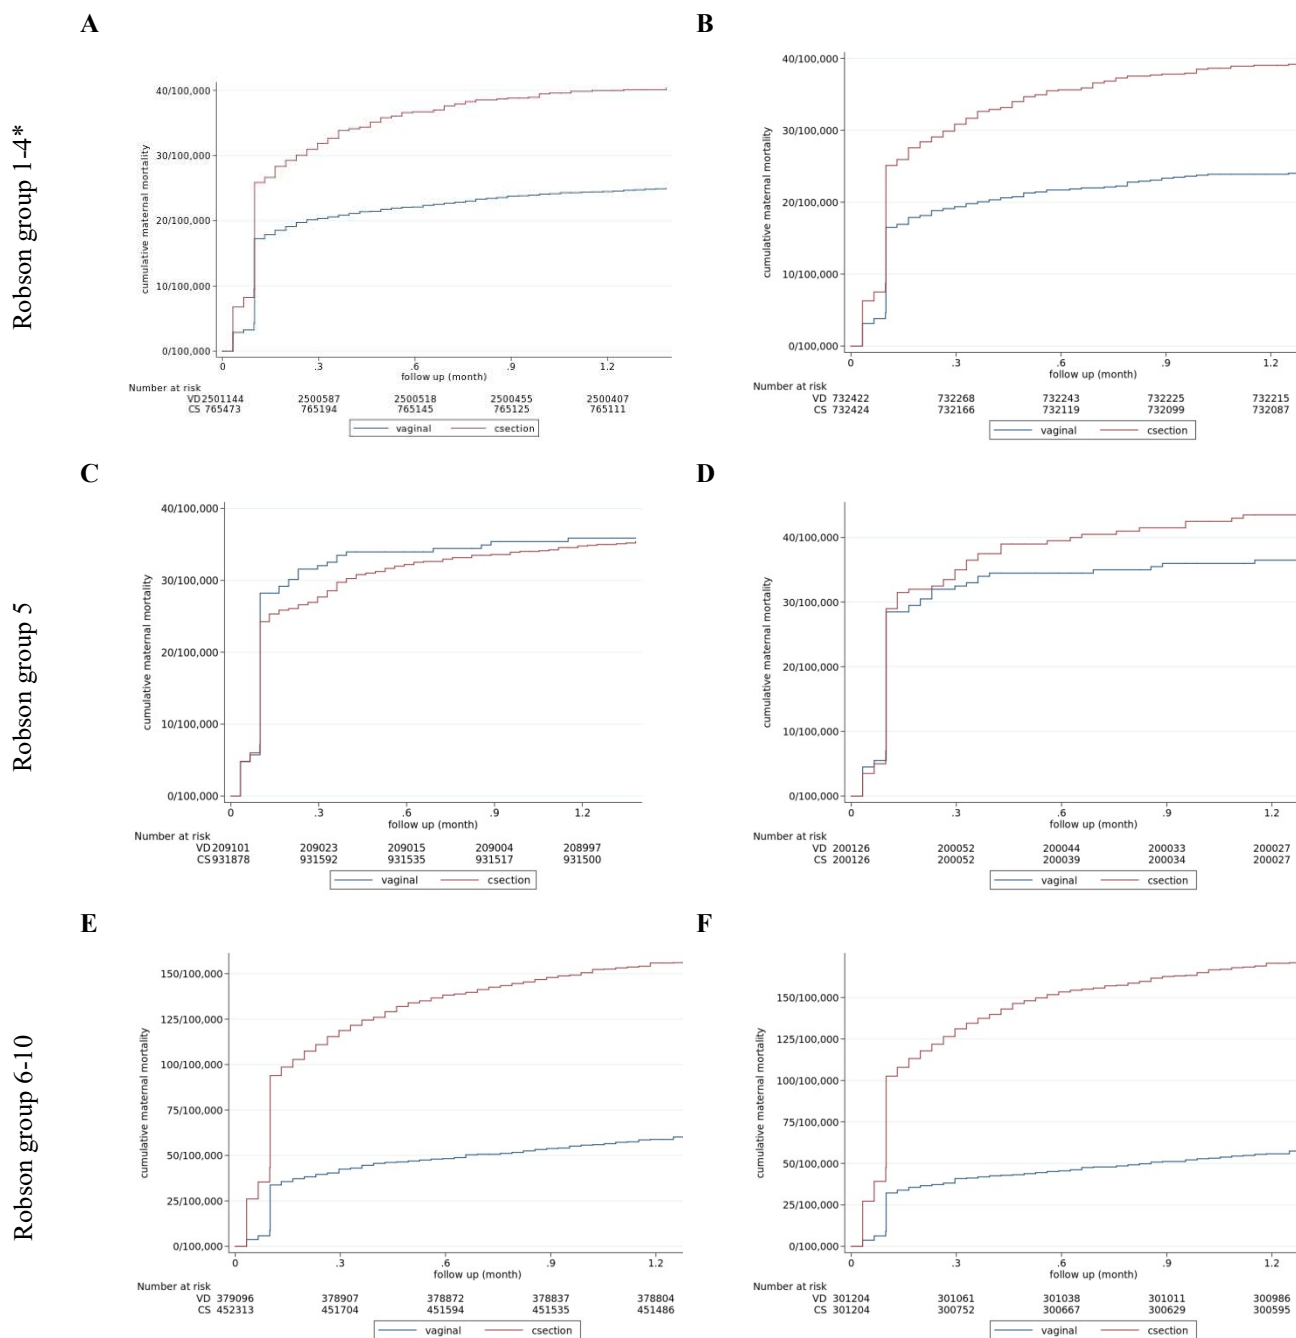 A
Robson group 1-4*
cumulative maternal mortality
40/100,000
30/100,000
20/100,000
10/100,000
0/100,000
0 .3 .6 .9 1.2
follow up (month)
Number at risk
VD 2501144 2500587 2500518 2500455 2500407
CS 765473 765194 765145 765125 765111
vaginal csection
B
cumulative maternal mortality
40/100,000
30/100,000
20/100,000
10/100,000
0/100,000
0 .3 .6 .9 1.2
follow up (month)
Number at risk
VD 732422 732268 732243 732225 732215
CS 732424 732166 732119 732099 732087
vaginal csection
C
Robson group 5
cumulative maternal mortality
40/100,000
30/100,000
20/100,000
10/100,000
0/100,000
0 .3 .6 .9 1.2
follow up (month)
Number at risk
VD 209101 209023 209015 209004 208997
CS 931878 931592 931535 931517 931500
vaginal csection
D
cumulative maternal mortality
40/100,000
30/100,000
20/100,000
10/100,000
0/100,000
0 .3 .6 .9 1.2
follow up (month)
Number at risk
VD 200126 200052 200044 200033 200027
CS 200126 200052 200039 200034 200027
vaginal csection
E
Robson group 6-10
cumulative maternal mortality
150/100,000
125/100,000
100/100,000
75/100,000
50/100,000
25/100,000
0/100,000
0 .3 .6 .9 1.2
follow up (month)
Number at risk
VD 379096 378907 378872 378837 378804
CS 452313 451704 451594 451535 451486
vaginal csection
F
cumulative maternal mortality
150/100,000
125/100,000
100/100,000
75/100,000
50/100,000
25/100,000
0/100,000
0 .3 .6 .9 1.2
follow up (month)
Number at risk
VD 301204 301061 301038 301011 300986
CS 301204 300752 300667 300629 300595
vaginal csection